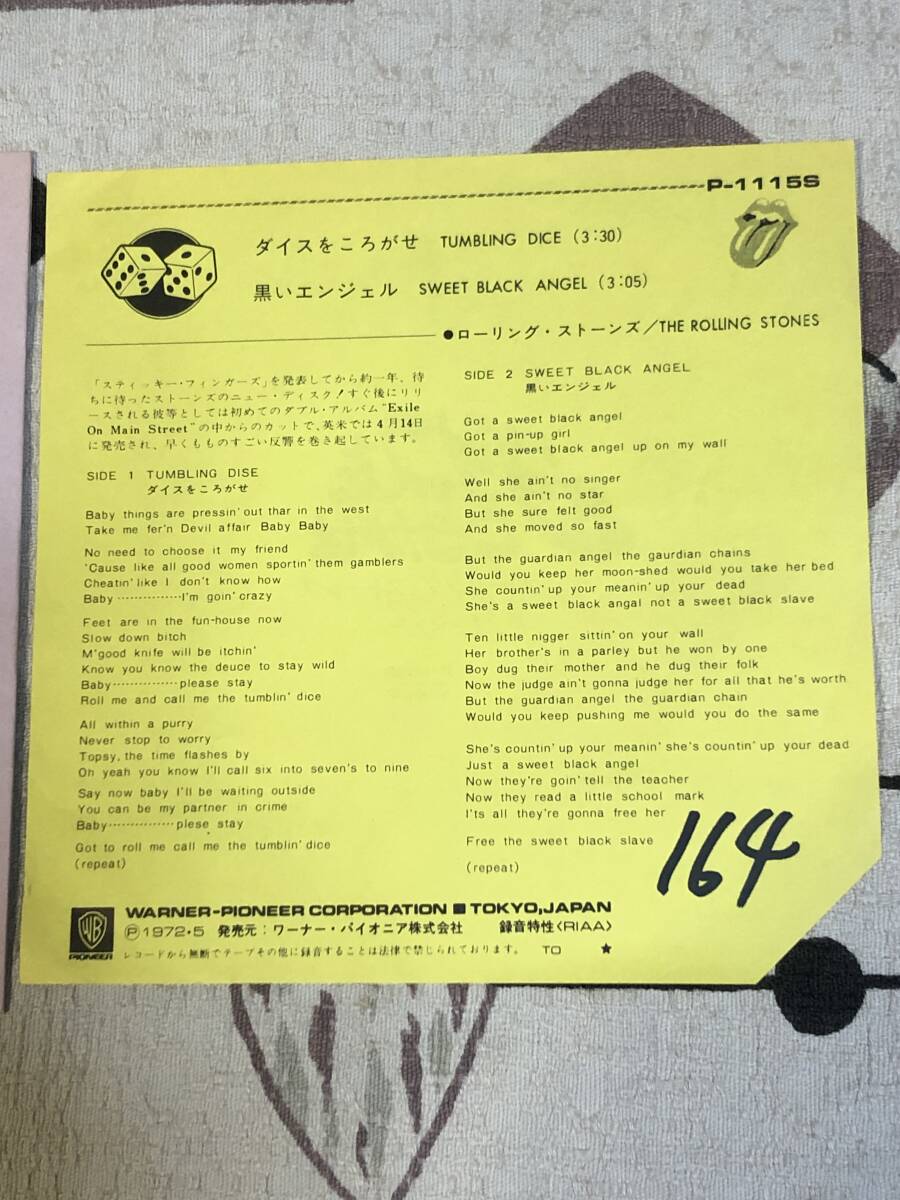 P-1115S
ダイスをころがせ TUMBLING DICE (3:30)
黒いエンジェル SWEET BLACK ANGEL (3:05)
●ローリング・ストーンズ/THE ROLLING STONES
「スティッキー・フィンガーズ」を発表してから約一年、待
ちに待ったストーンズのニュー・ディスク!すぐ後にリリ
ースされる彼等としては初めてのダブル・アルバム"Exile
On Main Street"の中からのカットで、英米では4月14日
に発売され、早くもものすごい反響を巻き起しています。
SIDE 1 TUMBLING DISE
ダイスをころがせ
Baby things are pressin' out thar in the west
Take me fer'n Devil affair Baby Baby
No need to choose it my friend
'Cause like all good women sportin' them gamblers
Cheatin' like I don't know how
Baby ……………I'm goin' crazy
Feet are in the fun-house now
Slow down bitch
M'good knife will be itchin'
Know you know the deuce to stay wild
Baby……………please stay
Roll me and call me the tumblin' dice
All within a purry
Never stop to worry
Topsy, the time flashes by
Oh yeah you know I'll call six into seven's to nine
Say now baby I'll be waiting outside
You can be my partner in crime
Baby……………plese stay
Got to roll me call me the tumblin' dice
(repeat)
SIDE 2 SWEET BLACK ANGEL
黒いエンジェル
Got a sweet black angel
Got a pin-up girl
Got a sweet black angel up on my wall
Well she ain't no singer
And she ain't no star
But she sure felt good
And she moved so fast
But the guardian angel the gaurdian chains
Would you keep her moon-shed would you take her bed
She countin' up your meanin' up your dead
She's a sweet black angal not a sweet black slave
Ten little nigger sittin' on your wall
Her brother's in a parley but he won by one
Boy dug their mother and he dug their folk
Now the judge ain't gonna judge her for all that he's worth
But the guardian angel the guardian chain
Would you keep pushing me would you do the same
She's countin' up your meanin' she's countin' up your dead
Just a sweet black angel
Now they're goin' tell the teacher
Now they read a little school mark
I'ts all they're gonna free her
Free the sweet black slave
(repeat)
164
WB
PIONEER
WARNER-PIONEER CORPORATION ■ TOKYO, JAPAN
Ⓟ1972・5 発売元:ワーナー・パイオニア株式会社 録音特性〈RIAA〉
レコードから無断でテープその他に録音することは法律で禁じられております。 TO ★